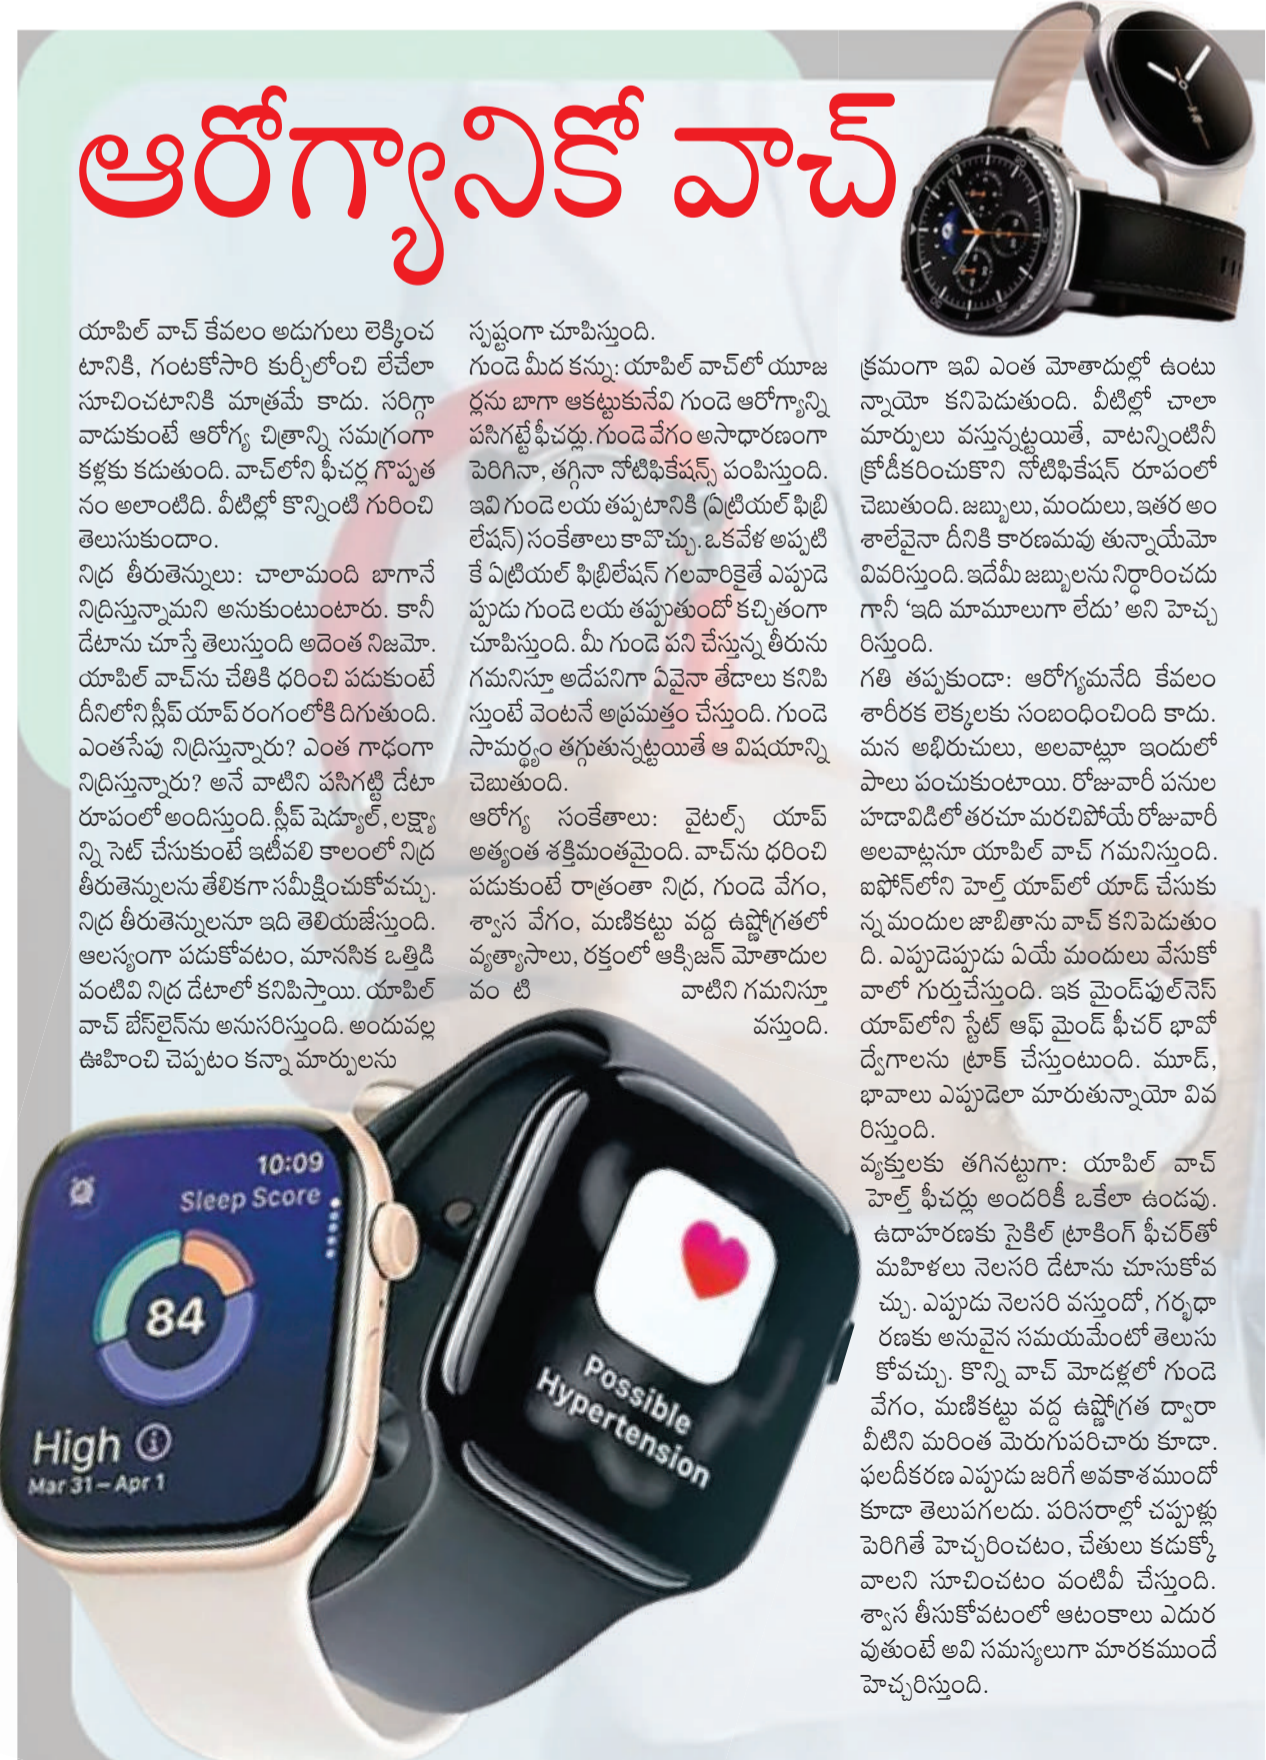 ఆరోగ్యానికో వాచ్
యాపిల్ వాచ్ కేవలం అడుగులు లెక్కించ
టానికి, గంటకోసారి కుర్చీలోంచి లేచేలా
సూచించటానికి మాత్రమే కాదు. సరిగ్గా
వాడుకుంటే ఆరోగ్య చిత్రాన్ని సమగ్రంగా
కళ్లకు కడుతుంది. వాచ్‌లోని ఫీచర్ల గొప్పత
నం అలాంటిది. వీటిల్లో కొన్నింటి గురించి
తెలుసుకుందాం.
నిద్ర తీరుతెన్నులు: చాలామంది బాగానే
నిద్రిస్తున్నామని అనుకుంటుంటారు. కానీ
డేటాను చూస్తే తెలుస్తుంది అదెంత నిజమో.
యాపిల్ వాచ్‌ను చేతికి ధరించి పడుకుంటే
దీనిలోని స్లీప్ యాప్ రంగంలోకి దిగుతుంది.
ఎంతసేపు నిద్రిస్తున్నారు? ఎంత గాఢంగా
నిద్రిస్తున్నారు? అనే వాటిని పసిగట్టి డేటా
రూపంలో అందిస్తుంది. స్లీప్ షెడ్యూల్, లక్ష్యా
న్ని సెట్ చేసుకుంటే ఇటీవలి కాలంలో నిద్ర
తీరుతెన్నులను తేలికగా సమీక్షించుకోవచ్చు.
నిద్ర తీరుతెన్నులనూ ఇది తెలియజేస్తుంది.
ఆలస్యంగా పడుకోవటం, మానసిక ఒత్తిడి
వంటివి నిద్ర డేటాలో కనిపిస్తాయి. యాపిల్
వాచ్ బేస్‌లైన్‌ను అనుసరిస్తుంది. అందువల్ల
ఊహించి చెప్పటం కన్నా మార్పులను
స్పష్టంగా చూపిస్తుంది.
గుండె మీద కన్ను: యాపిల్ వాచ్‌లో యూజ
ర్లను బాగా ఆకట్టుకునేవి గుండె ఆరోగ్యాన్ని
పసిగట్టే ఫీచర్లు. గుండె వేగం అసాధారణంగా
పెరిగినా, తగ్గినా నోటిఫికేషన్స్ పంపిస్తుంది.
ఇవి గుండె లయ తప్పటానికి (ఏట్రియల్ ఫిబ్రి
లేషన్) సంకేతాలు కావొచ్చు. ఒకవేళ అప్పటి
కే ఏట్రియల్ ఫిబ్రిలేషన్ గలవారికైతే ఎప్పుడె
ప్పుడు గుండె లయ తప్పుతుందో కచ్చితంగా
చూపిస్తుంది. మీ గుండె పని చేస్తున్న తీరును
గమనిస్తూ అదేపనిగా ఏవైనా తేడాలు కనిపి
స్తుంటే వెంటనే అప్రమత్తం చేస్తుంది. గుండె
సామర్థ్యం తగ్గుతున్నట్టయితే ఆ విషయాన్ని
చెబుతుంది.
ఆరోగ్య సంకేతాలు: వైటల్స్ యాప్
అత్యంత శక్తిమంతమైంది. వాచ్‌ను ధరించి
పడుకుంటే రాత్రంతా నిద్ర, గుండె వేగం,
శ్వాస వేగం, మణికట్టు వద్ద ఉష్ణోగ్రతలో
వ్యత్యాసాలు, రక్తంలో ఆక్సిజన్ మోతాదుల
వం టి వాటిని గమనిస్తూ
వస్తుంది.
క్రమంగా ఇవి ఎంత మోతాదుల్లో ఉంటు
న్నాయో కనిపెడుతుంది. వీటిల్లో చాలా
మార్పులు వస్తున్నట్టయితే, వాటన్నింటినీ
క్రోడీకరించుకొని నోటిఫికేషన్ రూపంలో
చెబుతుంది. జబ్బులు, మందులు, ఇతర అం
శాలేవైనా దీనికి కారణమవు తున్నాయేమో
వివరిస్తుంది. ఇదేమీ జబ్బులను నిర్ధారించదు
గానీ ‘ఇది మామూలుగా లేదు’ అని హెచ్చ
రిస్తుంది.
గతి తప్పకుండా: ఆరోగ్యమనేది కేవలం
శారీరక లెక్కలకు సంబంధించింది కాదు.
మన అభిరుచులు, అలవాట్లూ ఇందులో
పాలు పంచుకుంటాయి. రోజువారీ పనుల
హడావిడిలో తరచూ మరచిపోయే రోజువారీ
అలవాట్లనూ యాపిల్ వాచ్ గమనిస్తుంది.
ఐఫోన్‌లోని హెల్త్ యాప్‌లో యాడ్ చేసుకు
న్న మందుల జాబితాను వాచ్ కనిపెడుతుం
ది. ఎప్పుడెప్పుడు ఏయే మందులు వేసుకో
వాలో గుర్తుచేస్తుంది. ఇక మైండ్‌ఫుల్‌నెస్
యాప్‌లోని స్టేట్ ఆఫ్ మైండ్ ఫీచర్ భావో
ద్వేగాలను ట్రాక్ చేస్తుంటుంది. మూడ్,
భావాలు ఎప్పుడెలా మారుతున్నాయో వివ
రిస్తుంది.
వ్యక్తులకు తగినట్టుగా: యాపిల్ వాచ్
హెల్త్ ఫీచర్లు అందరికీ ఒకేలా ఉండవు.
ఉదాహరణకు సైకిల్ ట్రాకింగ్ ఫీచర్‌తో
మహిళలు నెలసరి డేటాను చూసుకోవ
చ్చు. ఎప్పుడు నెలసరి వస్తుందో, గర్భధా
రణకు అనువైన సమయమేంటో తెలుసు
కోవచ్చు. కొన్ని వాచ్ మోడళ్లలో గుండె
వేగం, మణికట్టు వద్ద ఉష్ణోగ్రత ద్వారా
వీటిని మరింత మెరుగుపరిచారు కూడా.
ఫలదీకరణ ఎప్పుడు జరిగే అవకాశముందో
కూడా తెలుపగలదు. పరిసరాల్లో చప్పుళ్లు
పెరిగితే హెచ్చరించటం, చేతులు కడుక్కో
వాలని సూచించటం వంటివీ చేస్తుంది.
శ్వాస తీసుకోవటంలో ఆటంకాలు ఎదుర
వుతుంటే అవి సమస్యలుగా మారకముందే
హెచ్చరిస్తుంది.
10:09
Sleep Score
84
High
Mar 31–Apr 1
Possible
Hypertension